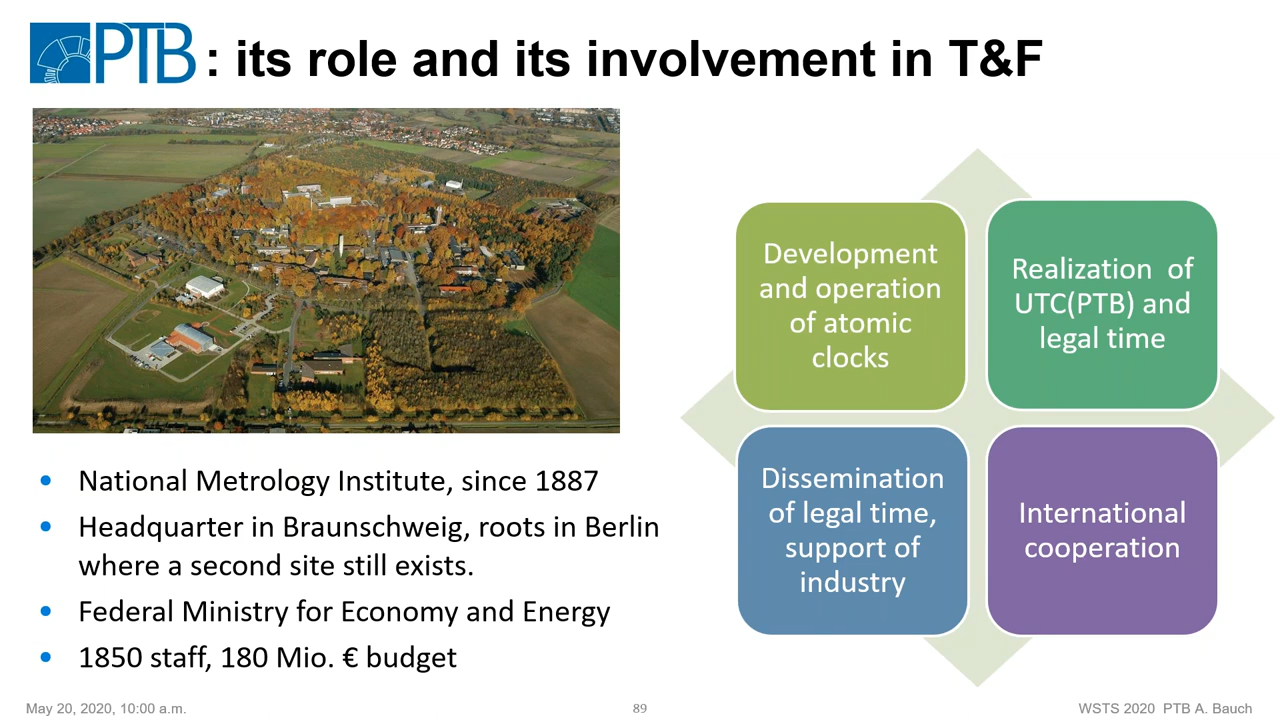 PTB : its role and its involvement in T&F
National Metrology Institute, since 1887
Headquarter in Braunschweig, roots in Berlin
where a second site still exists.
Federal Ministry for Economy and Energy
1850 staff, 180 Mio. € budget
Development
and operation
of atomic
clocks
Realization of
UTC(PTB) and
legal time
Dissemination
of legal time,
support of
industry
International
cooperation
May 20, 2020, 10:00 a.m.
89
WSTS 2020 PTB A. Bauch